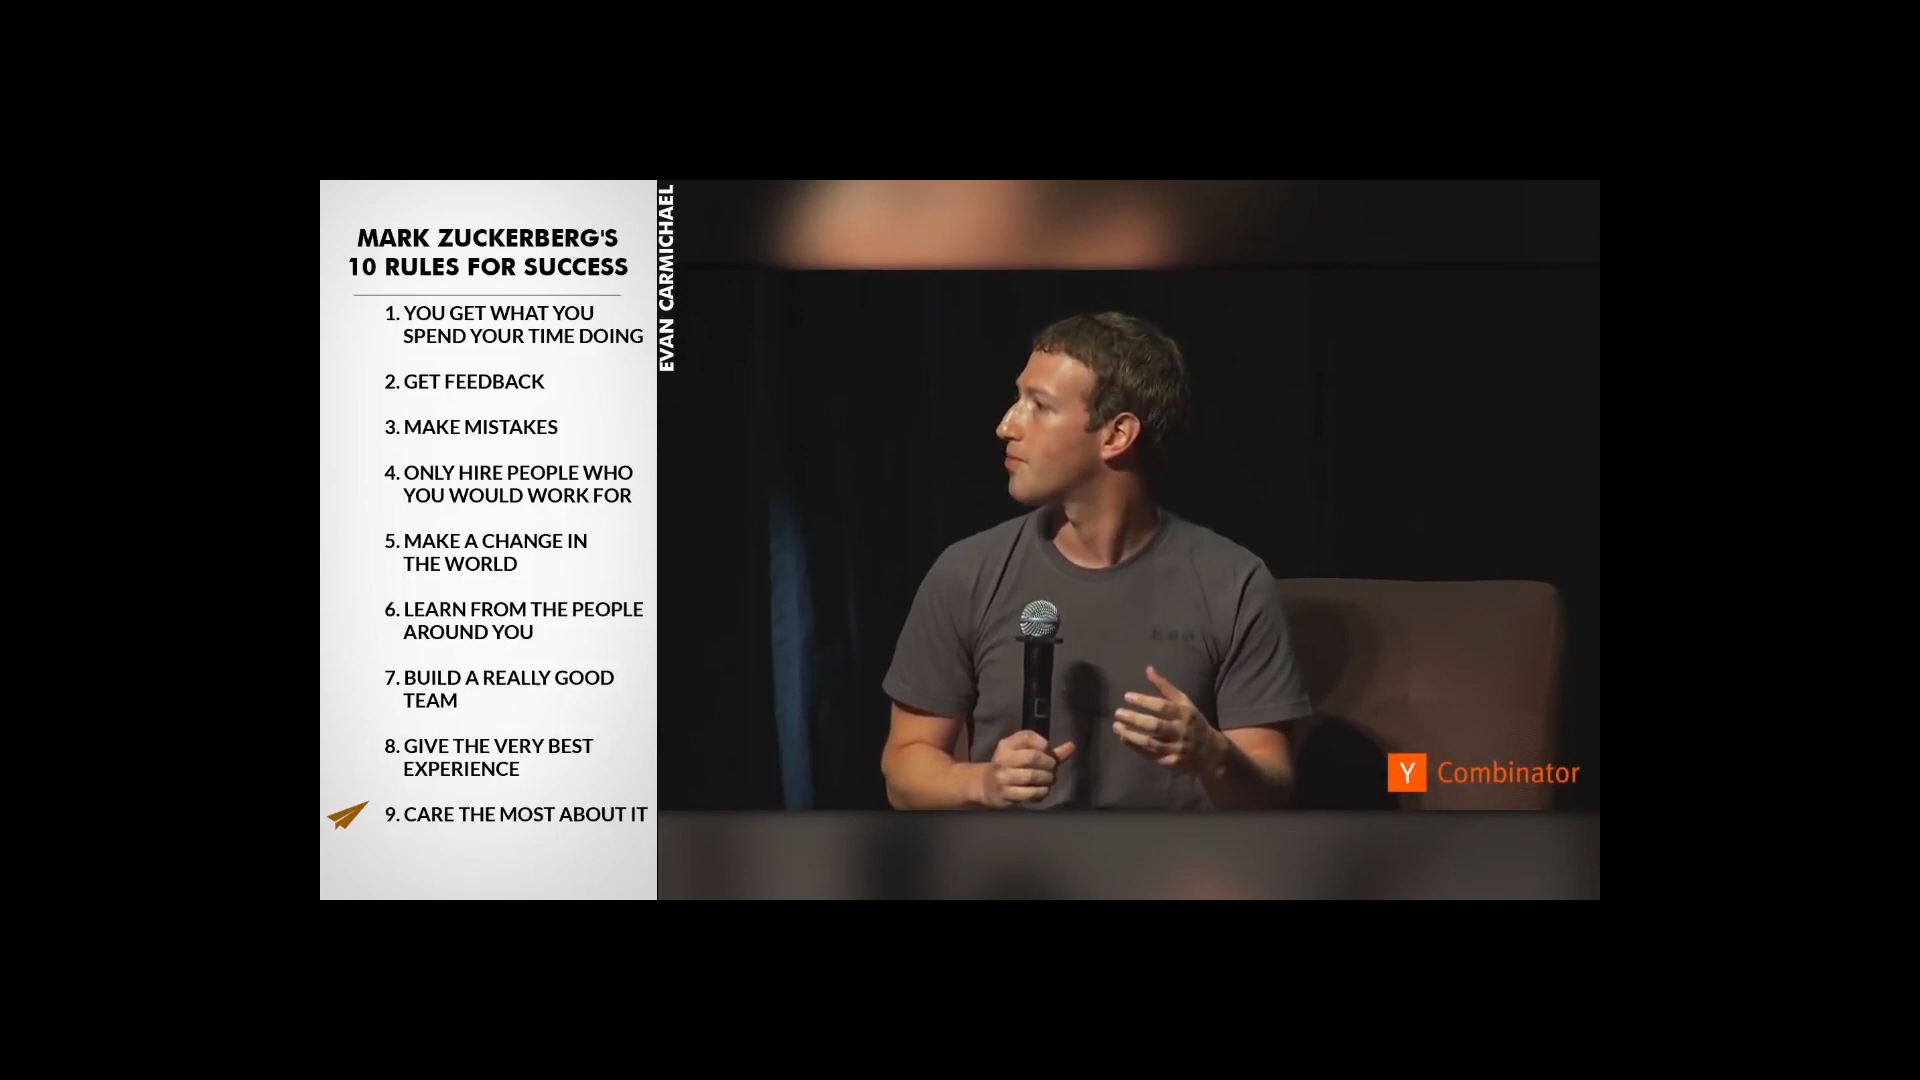 MARK ZUCKERBERG'S
10 RULES FOR SUCCESS
1. YOU GET WHAT YOU
SPEND YOUR TIME DOING
2. GET FEEDBACK
3. MAKE MISTAKES
4. ONLY HIRE PEOPLE WHO
YOU WOULD WORK FOR
5. MAKE A CHANGE IN
THE WORLD
6. LEARN FROM THE PEOPLE
AROUND YOU
7. BUILD A REALLY GOOD
TEAM
8. GIVE THE VERY BEST
EXPERIENCE
9. CARE THE MOST ABOUT IT
EVAN CARMICHAEL
Y Combinator